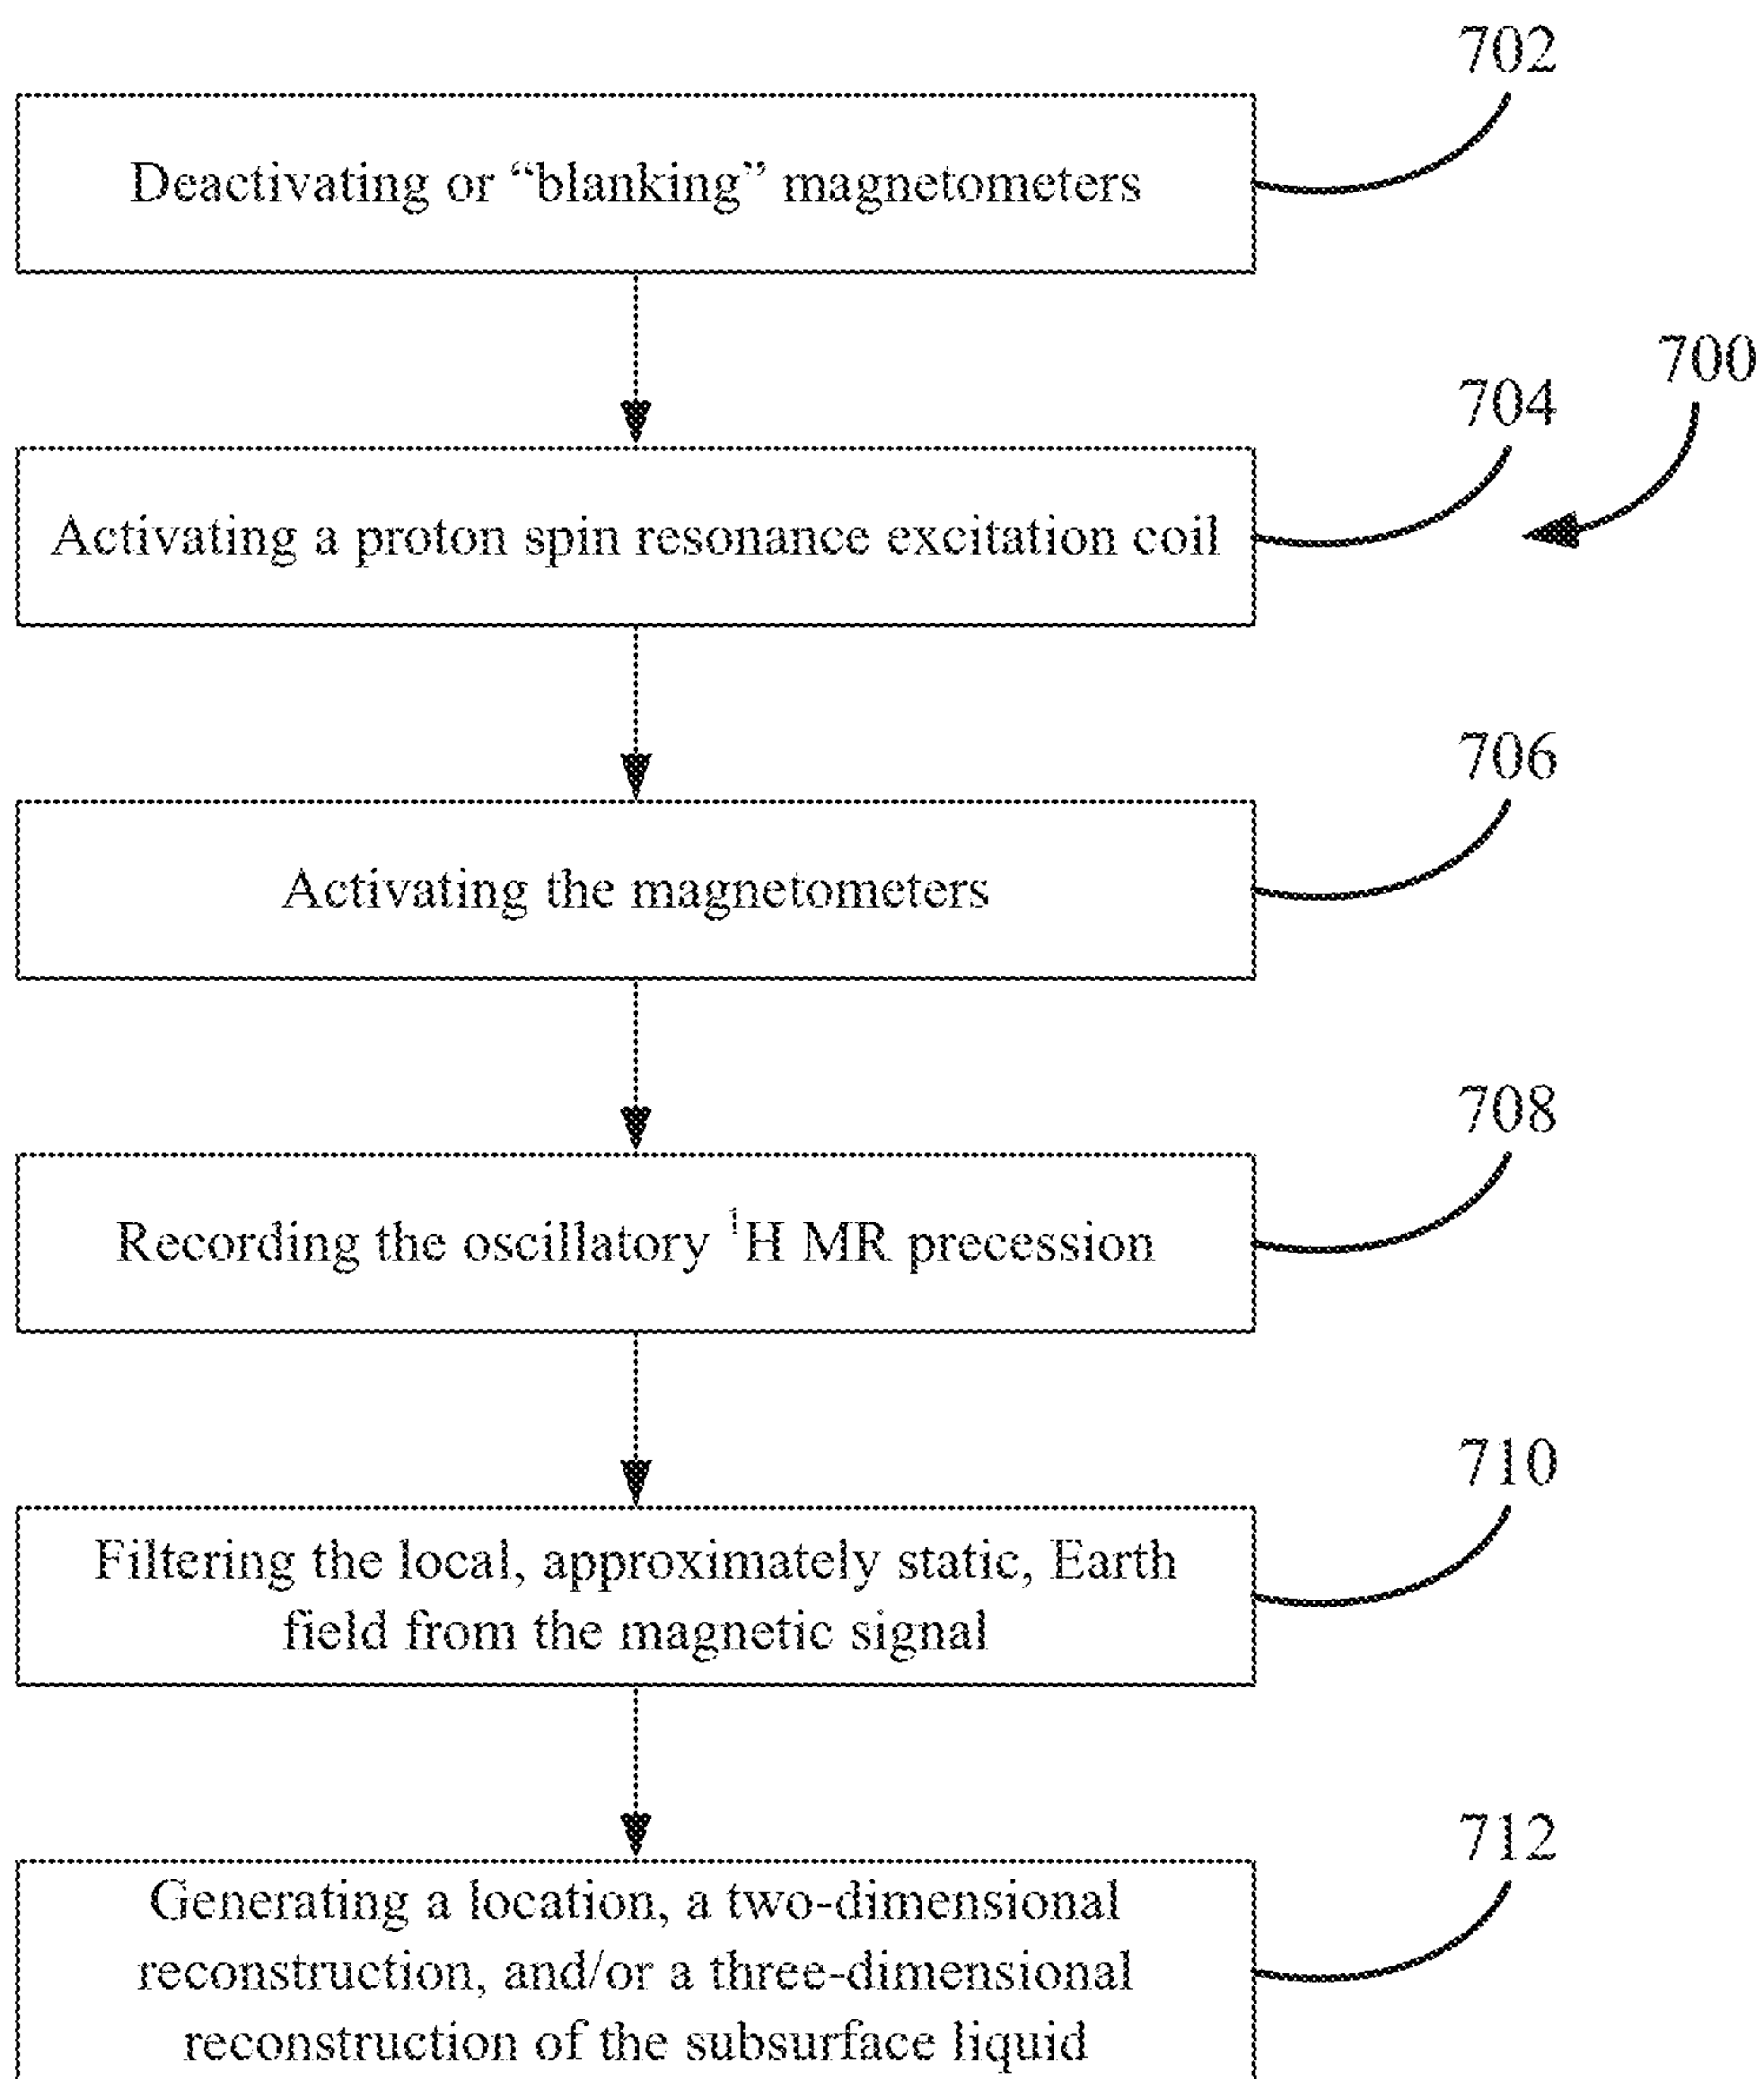 702
Deactivating or “blanking” magnetometers
700
704
Activating a proton spin resonance excitation coil
706
Activating the magnetometers
708
Recording the oscillatory ¹H MR precession
710
Filtering the local, approximately static, Earth
field from the magnetic signal
712
Generating a location, a two-dimensional
reconstruction, and/or a three-dimensional
reconstruction of the subsurface liquid